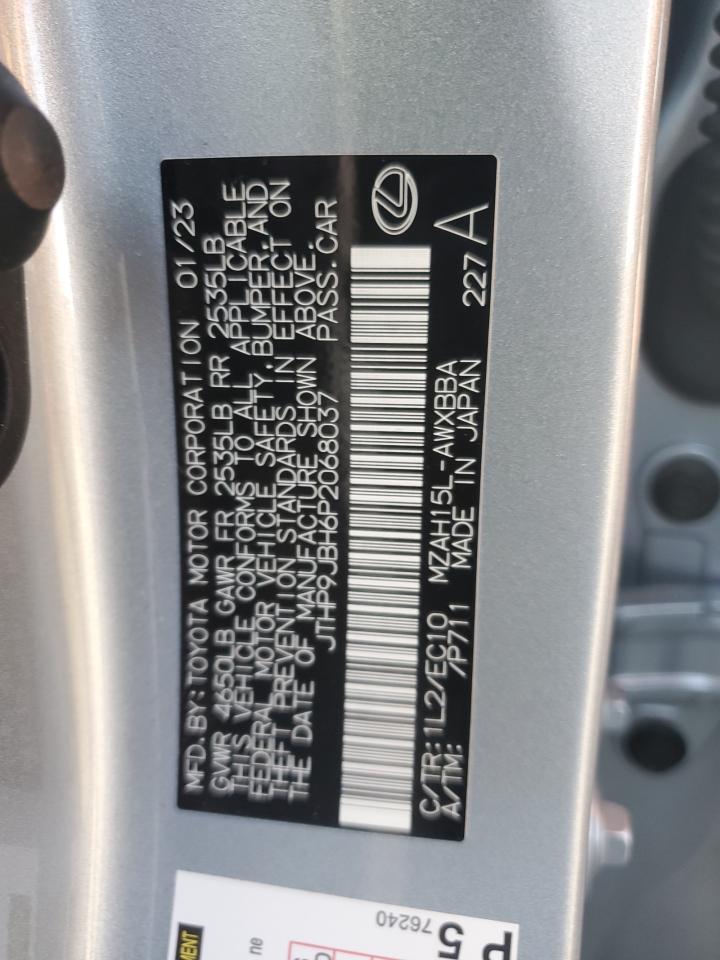 MFD. BY: TOYOTA MOTOR CORPORATION 01/23
GVWR 4650LB GAWR FR 2535LB RR 2535LB
THIS VEHICLE CONFORMS TO ALL APPLICABLE
FEDERAL MOTOR VEHICLE SAFETY, BUMPER, AND
THEFT PREVENTION STANDARDS IN EFFECT ON
THE DATE OF MANUFACTURE SHOWN ABOVE.
JTHP9JBH6P2068037 PASS. CAR
C/TR: 1L2/EC10 MZAH15L-AWXBBA
A/TM: /P711 MADE IN JAPAN 227 A
76240